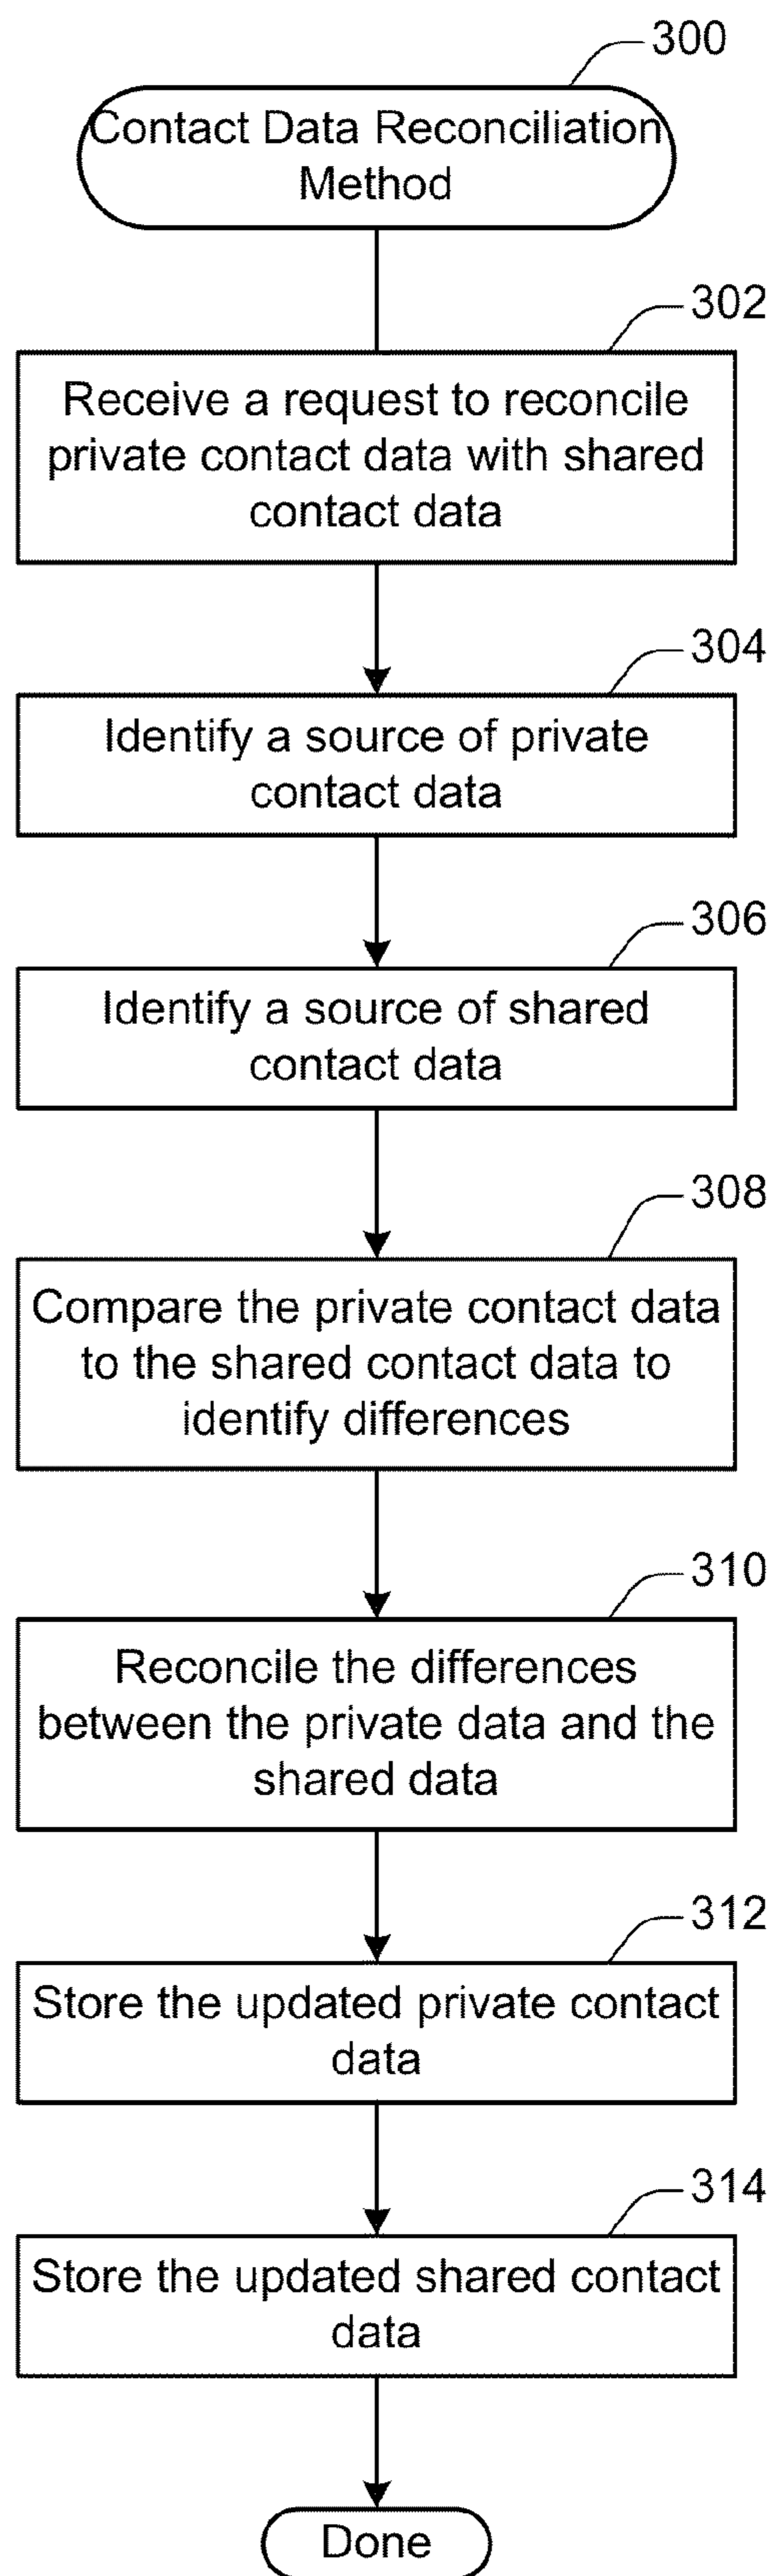 300
Contact Data Reconciliation
Method
302
Receive a request to reconcile
private contact data with shared
contact data
304
Identify a source of private
contact data
306
Identify a source of shared
contact data
308
Compare the private contact data
to the shared contact data to
identify differences
310
Reconcile the differences
between the private data and the
shared data
312
Store the updated private contact
data
314
Store the updated shared contact
data
Done